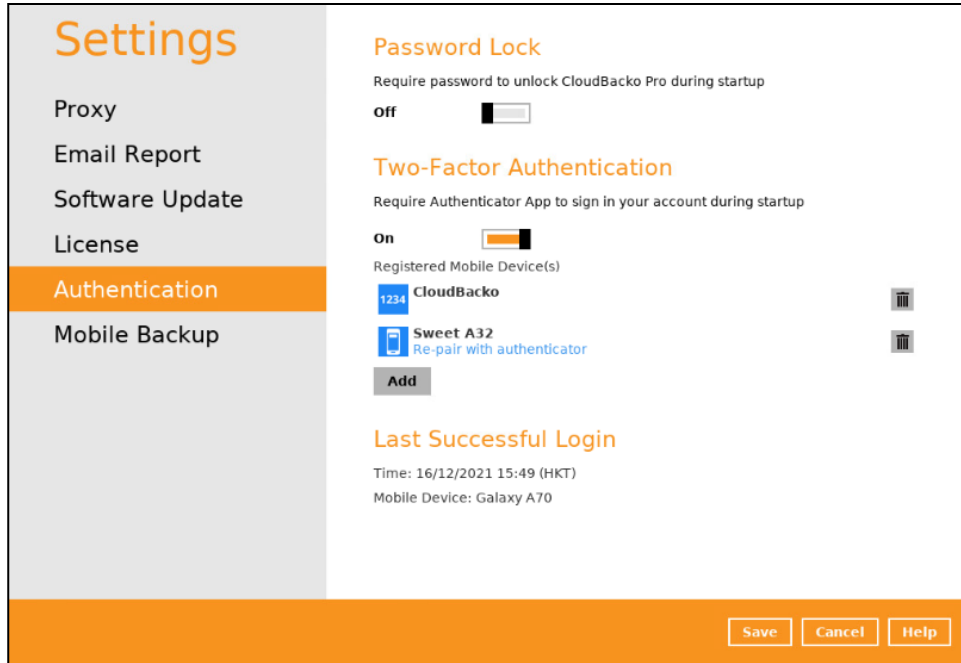 Settings
Proxy
Email Report
Software Update
License
Authentication
Mobile Backup
Password Lock
Require password to unlock CloudBacko Pro during startup
Off
Two-Factor Authentication
Require Authenticator App to sign in your account during startup
On
Registered Mobile Device(s)
1234 CloudBacko
Sweet A32
Re-pair with authenticator
Add
Last Successful Login
Time: 16/12/2021 15:49 (HKT)
Mobile Device: Galaxy A70
Save Cancel Help